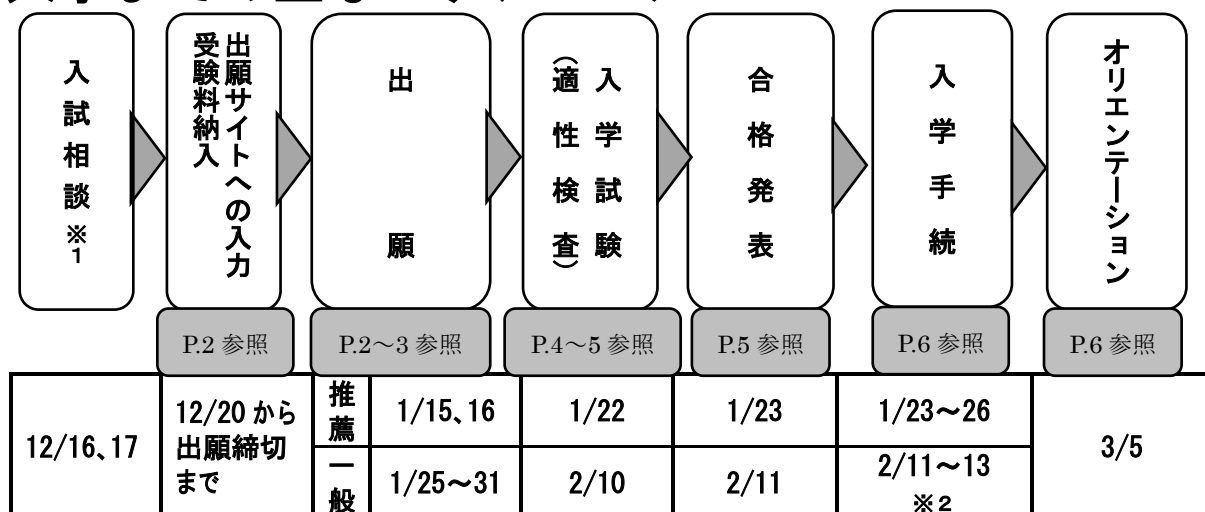 入試相談※1
出願サイトへの入力
受験料納入
出願
入学試験
(適性検査)
合格発表
入学手続
オリエンテーション
P.2 参照
P.2~3 参照
P.4~5 参照
P.5 参照
P.6 参照
P.6 参照
12/16、17
12/20 から
出願締切
まで
推薦
1/15、16
1/22
1/23
1/23~26
一般
1/25~31
2/10
2/11
2/11~13
※2
3/5